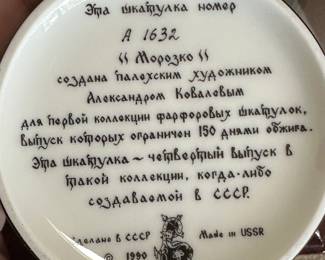 Эта шкатулка номер
А 1632
“ Морозко “
создана палехским художником
Александром Коваловым
для первой коллекции фарфоровых шкатулок,
выпуск которых ограничен 150 днями обжига.
Эта шкатулка ~ четвертый выпуск в
такой коллекции, когда-либо
создаваемой в СССР.
Сделано в СССР Made in USSR
© 1990